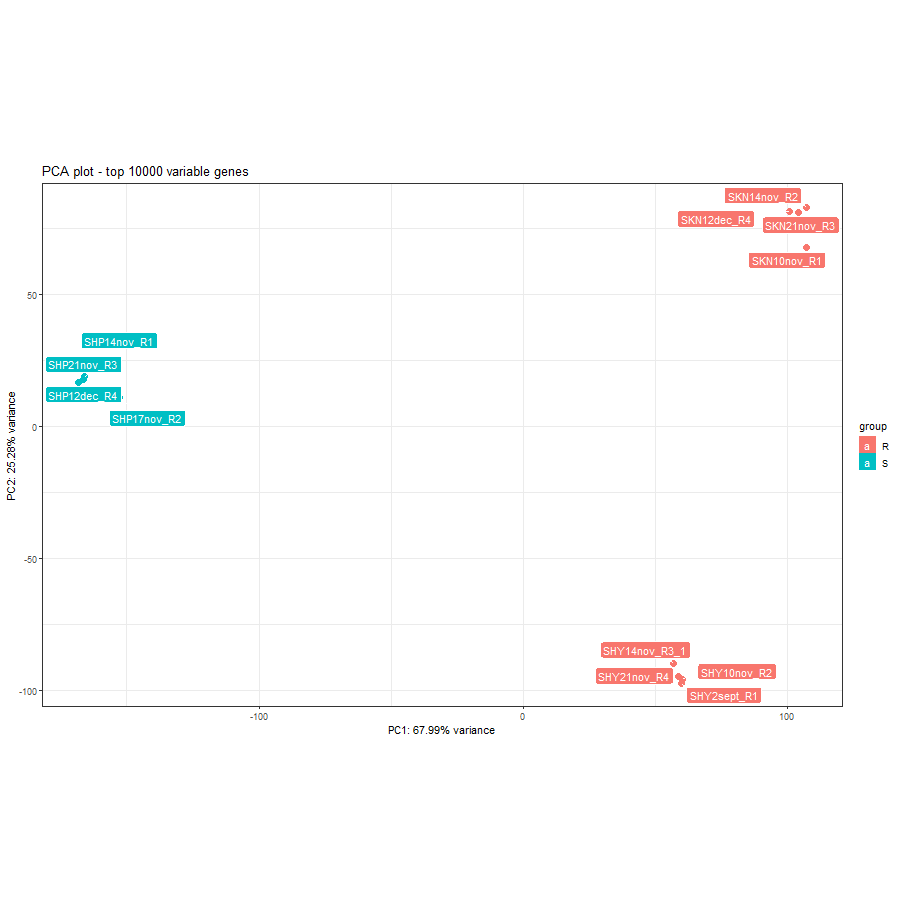 PCA plot - top 10000 variable genes
SKN14nov_R2
SKN12dec_R4
SKN21nov_R3
SKN10nov_R1
50
SHP14nov_R1
SHP21nov_R3
SHP12dec_R4
SHP17nov_R2
0
group
a R
a S
PC2: 25.28% variance
-50
SHY14nov_R3_1
SHY10nov_R2
SHY21nov_R4
SHY2sept_R1
-100
-100
0
100
PC1: 67.99% variance